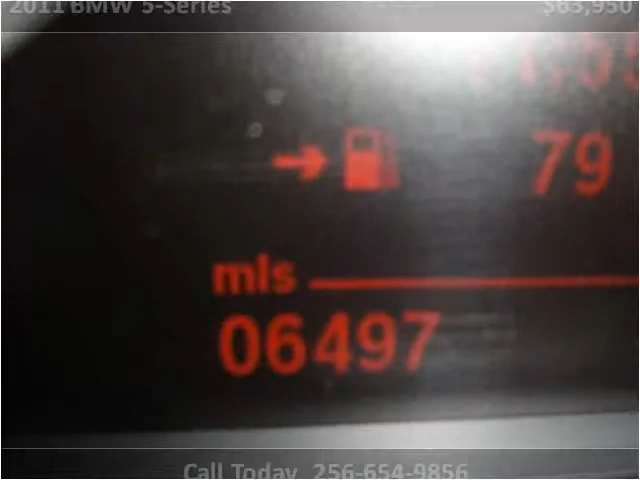 2011 BMW 5-Series $63,950
79
mls
06497
Call Today 256-654-9856